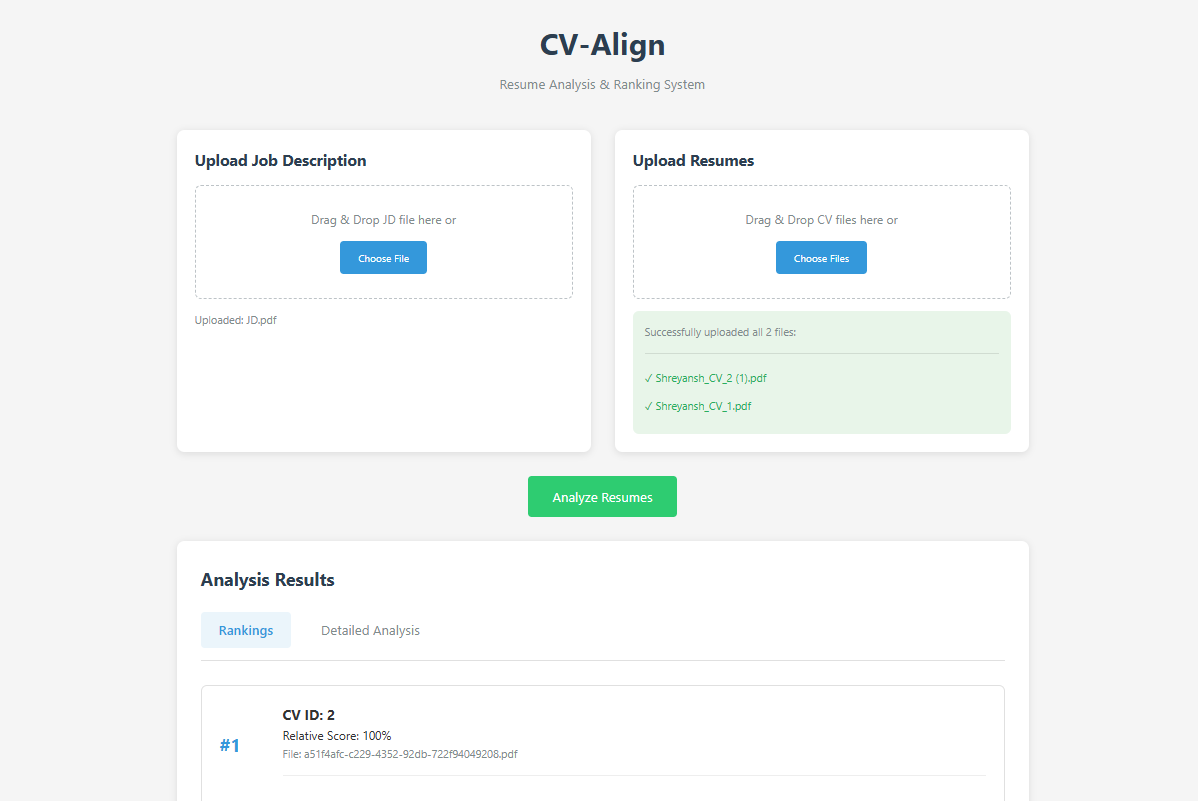 CV-Align
Resume Analysis & Ranking System
Upload Job Description
Drag & Drop JD file here or
Choose File
Uploaded: JD.pdf
Upload Resumes
Drag & Drop CV files here or
Choose Files
Successfully uploaded all 2 files:
✓ Shreyansh_CV_2 (1).pdf
✓ Shreyansh_CV_1.pdf
Analyze Resumes
Analysis Results
Rankings
Detailed Analysis
#1
CV ID: 2
Relative Score: 100%
File: a51f4afc-c229-4352-92db-722f94049208.pdf